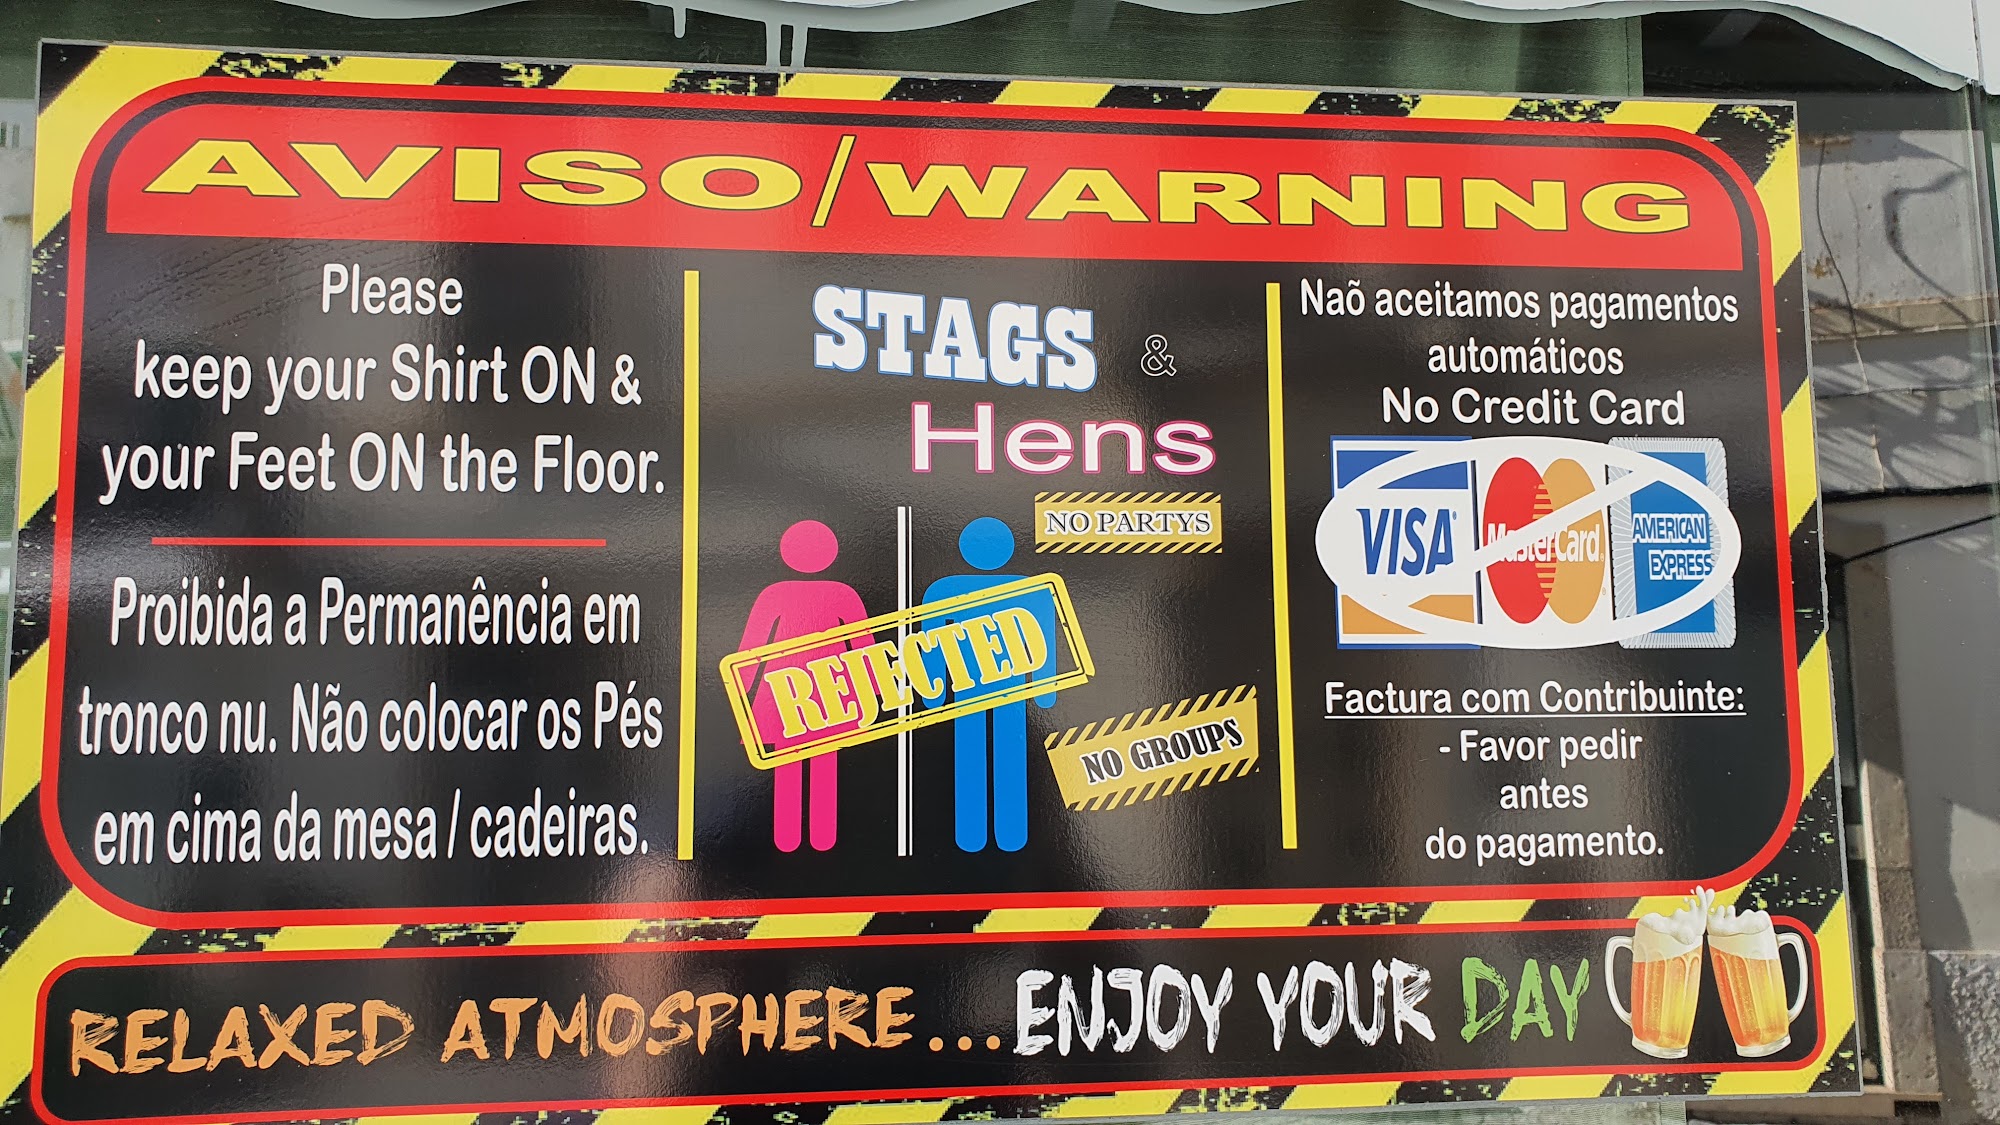 AVISO/WARNING
Please
keep your Shirt ON &
your Feet ON the Floor.
Proibida a Permanência em
tronco nu. Não colocar os Pés
em cima da mesa / cadeiras.
STAGS &
Hens
NO PARTYS
REJECTED
NO GROUPS
Naõ aceitamos pagamentos
automáticos
No Credit Card
VISA
MasterCard
AMERICAN
EXPRESS
Factura com Contribuinte:
- Favor pedir
antes
do pagamento.
RELAXED ATMOSPHERE... ENJOY YOUR DAY